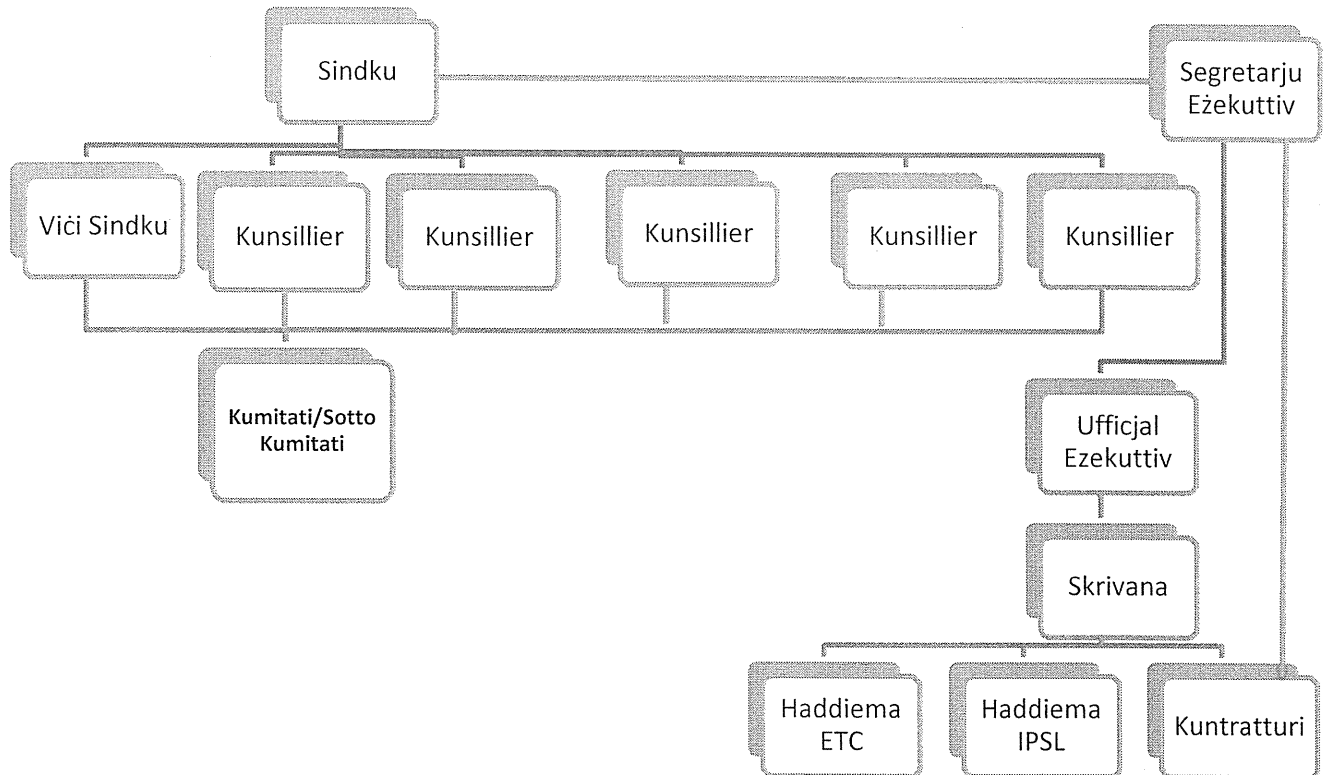 Sindku
Segretarju
Eżekuttiv
Viċi Sindku
Kunsillier
Kunsillier
Kunsillier
Kunsillier
Kunsillier
Kumitati/Sotto
Kumitati
Ufficjal
Ezekuttiv
Skrivana
Haddiema
ETC
Haddiema
IPSL
Kuntratturi